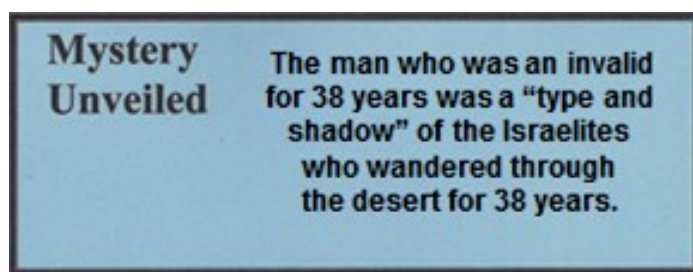 Mystery
Unveiled
The man who was an invalid
for 38 years was a “type and
shadow” of the Israelites
who wandered through
the desert for 38 years.